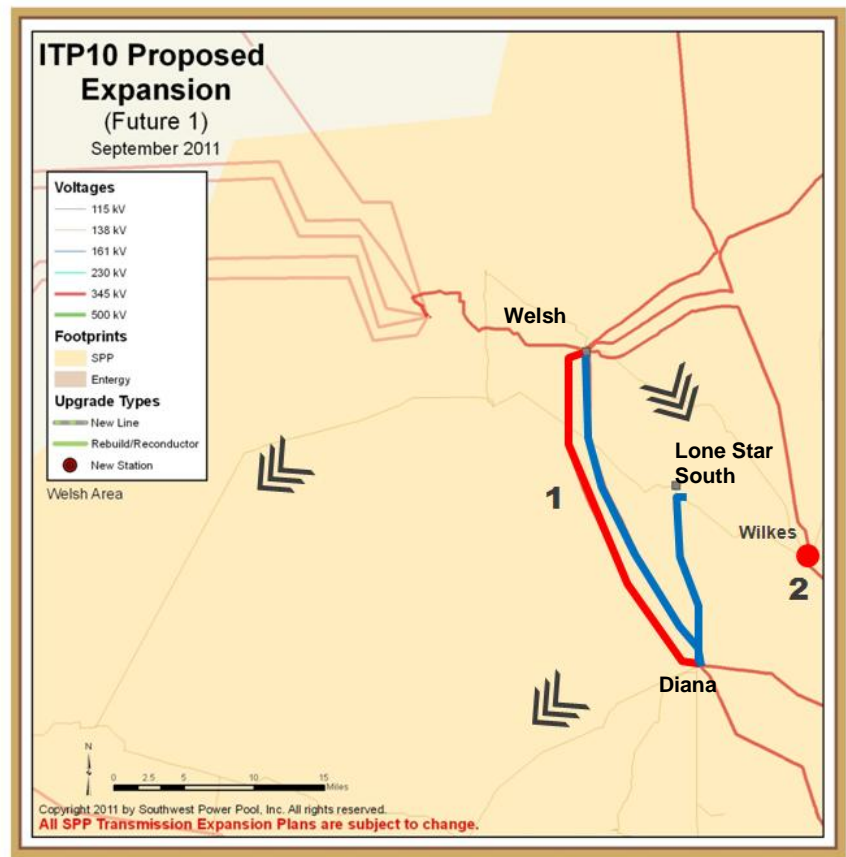 ITP10 Proposed
Expansion
(Future 1)
September 2011
Voltages
115 kV
138 kV
161 kV
230 kV
345 kV
500 kV
Footprints
SPP
Entergy
Upgrade Types
New Line
Rebuild/Reconductor
New Station
Welsh Area
Welsh
Lone Star
South
1
Wilkes
2
Diana
N
0 2.5 5 10 15
Miles
Copyright 2011 by Southwest Power Pool, Inc. All rights reserved.
All SPP Transmission Expansion Plans are subject to change.